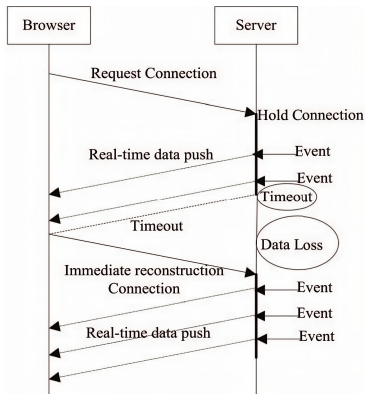 Browser
Server
Request Connection
Hold Connection
Event
Real-time data push
Event
Timeout
Timeout
Data Loss
Immediate reconstruction
Connection
Event
Event
Real-time data push
Event